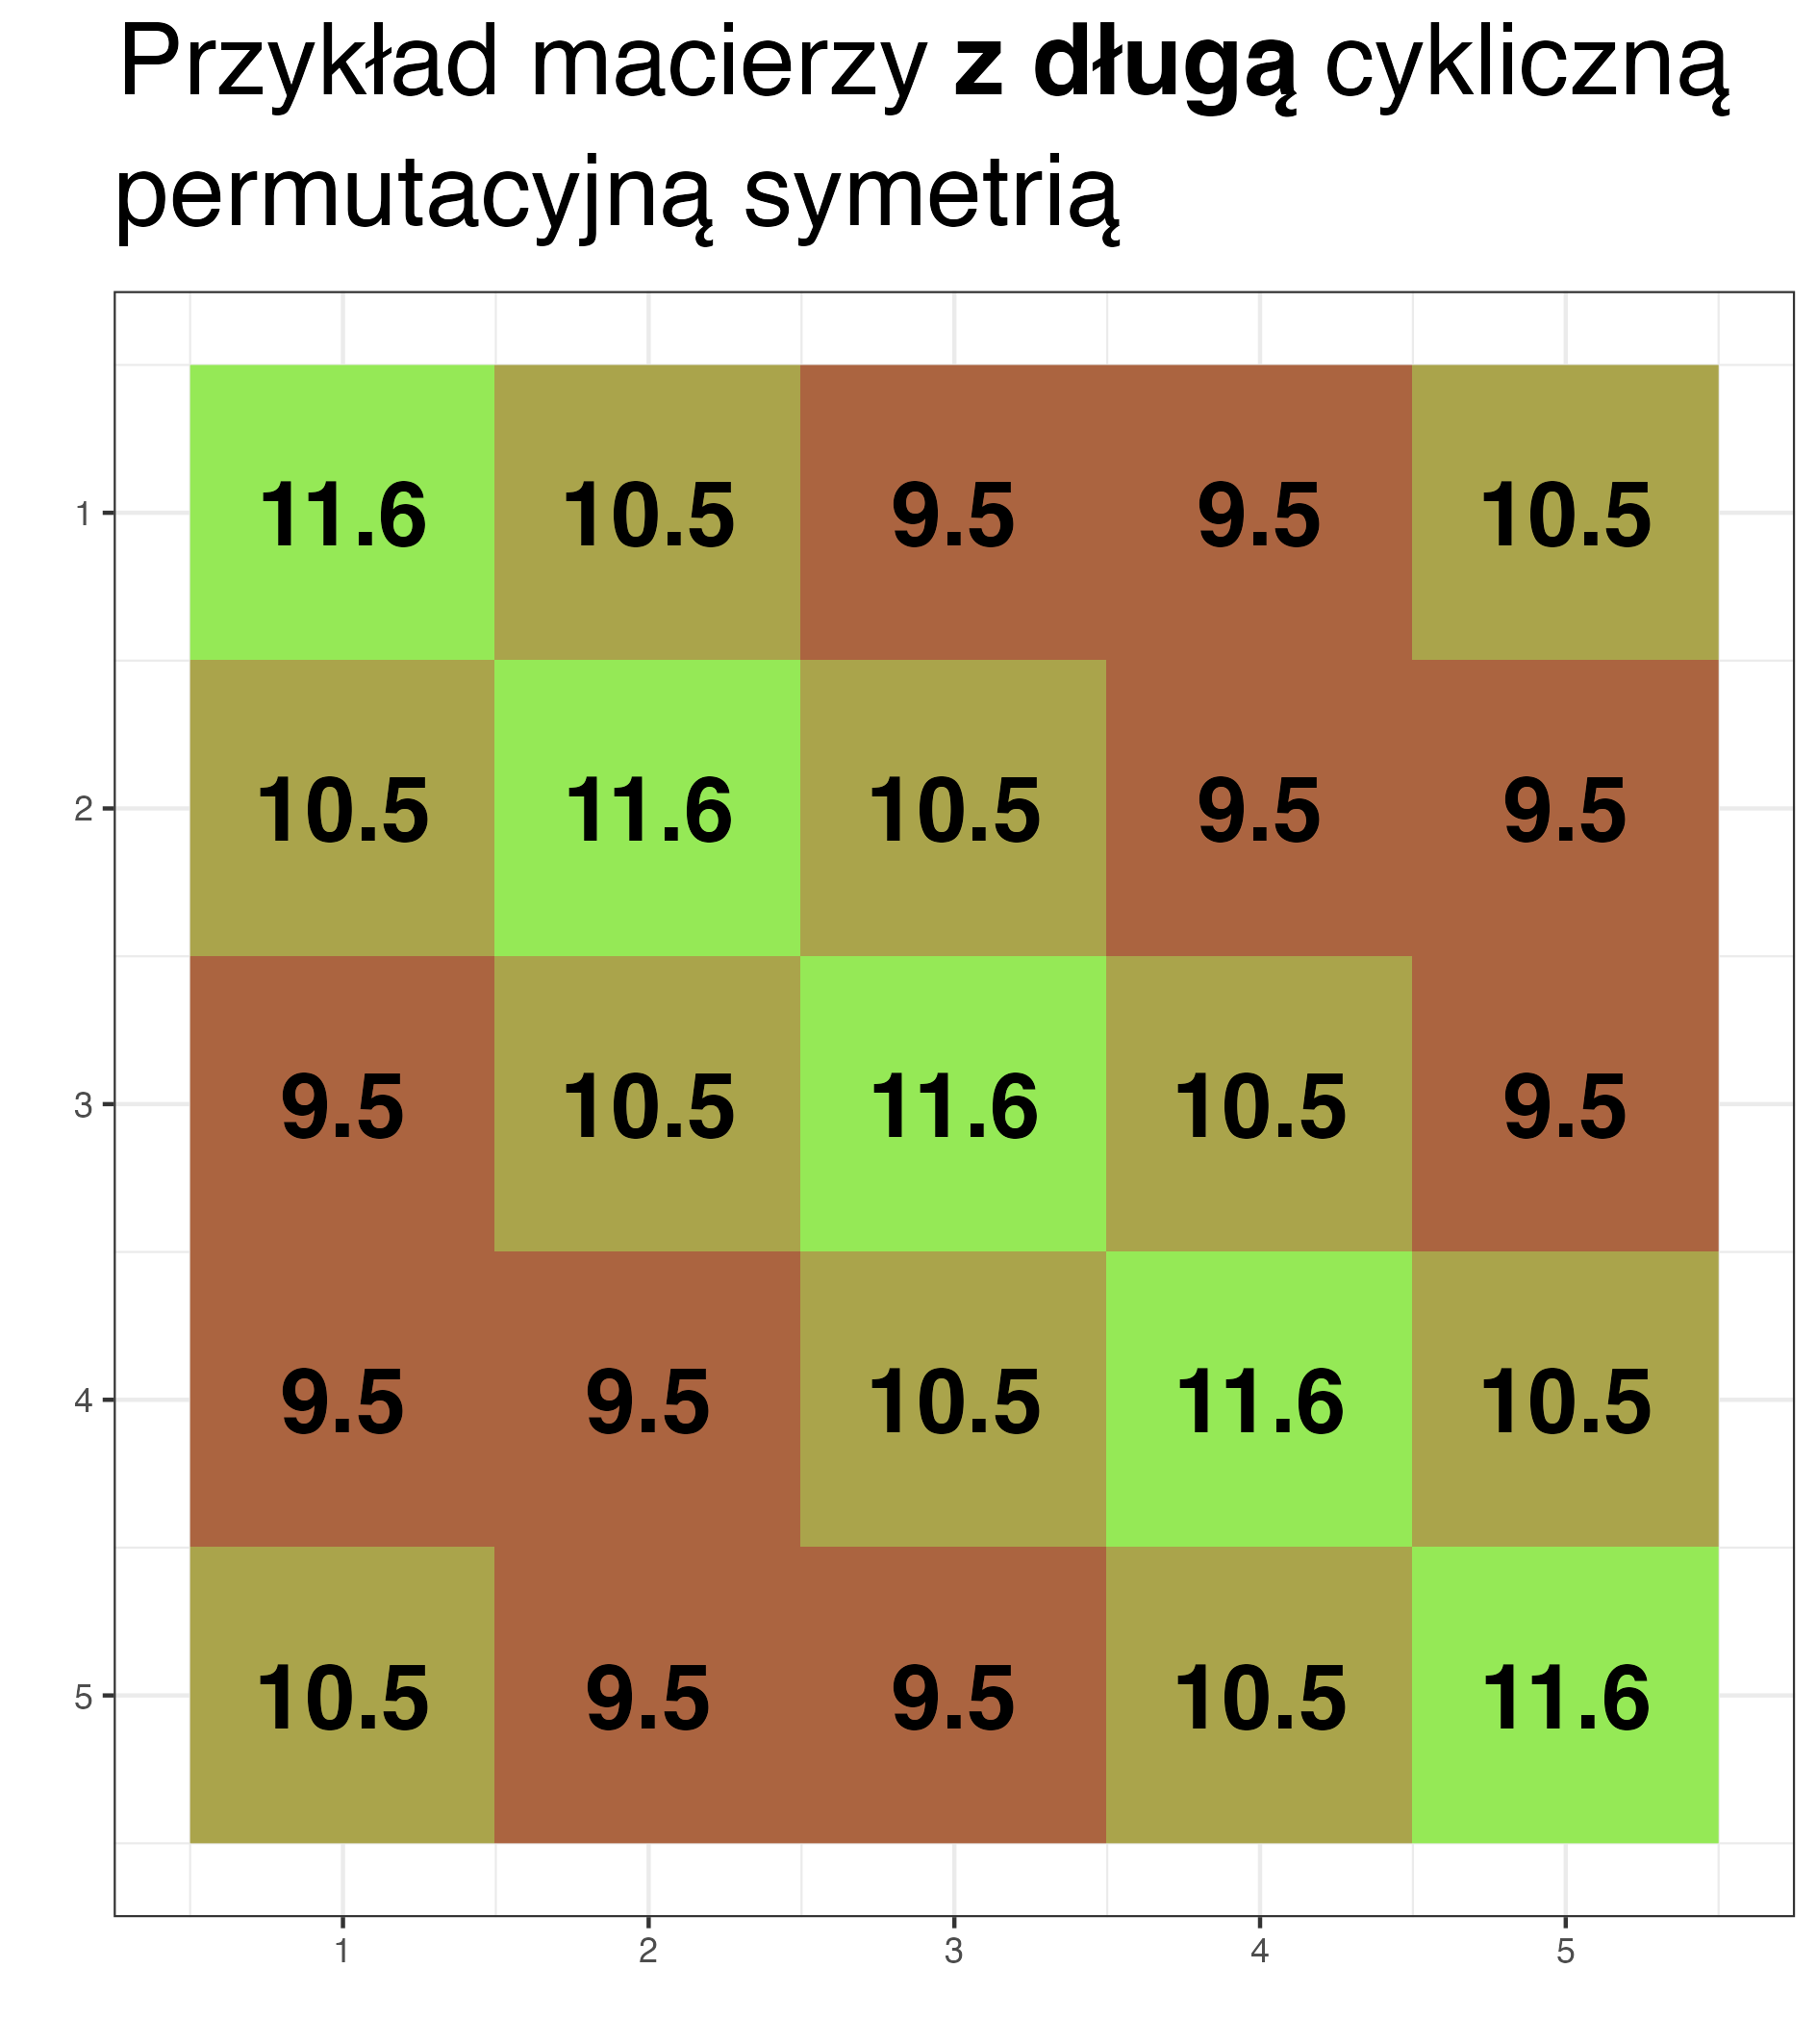 Przykład macierzy z długą cykliczną
permutacyjną symetrią
1 11.6 10.5 9.5 9.5 10.5
2 10.5 11.6 10.5 9.5 9.5
3 9.5 10.5 11.6 10.5 9.5
4 9.5 9.5 10.5 11.6 10.5
5 10.5 9.5 9.5 10.5 11.6
1 2 3 4 5